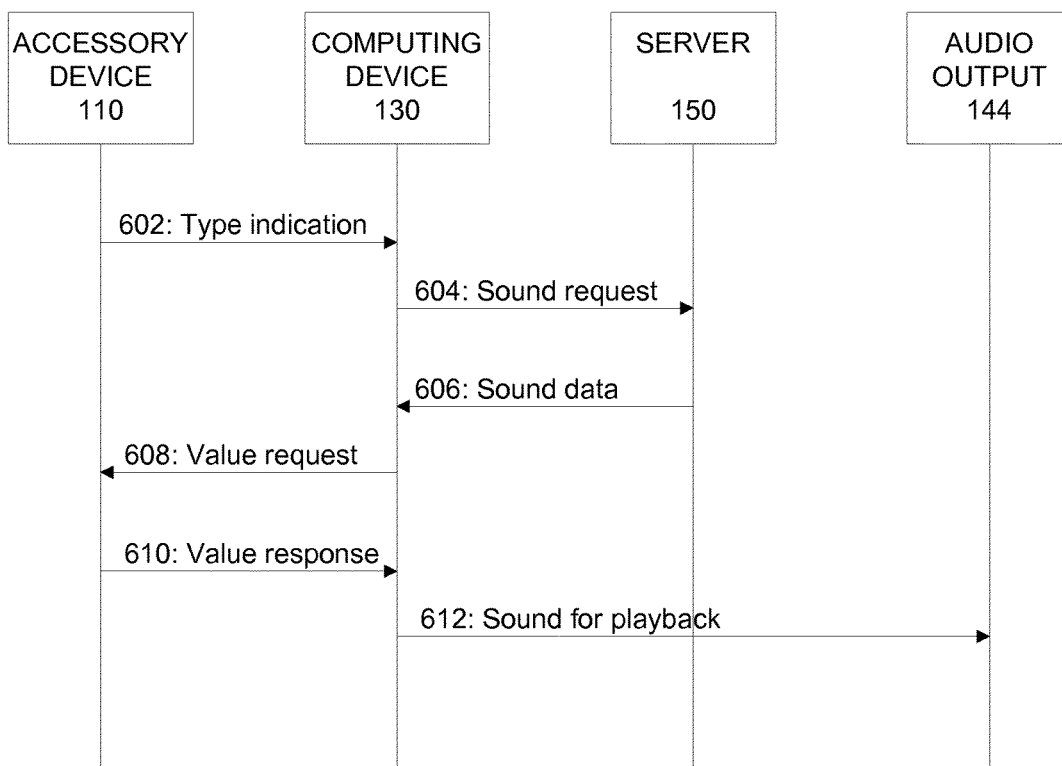 ACCESSORY
DEVICE
110
COMPUTING
DEVICE
130
SERVER
150
AUDIO
OUTPUT
144
602: Type indication
604: Sound request
606: Sound data
608: Value request
610: Value response
612: Sound for playback